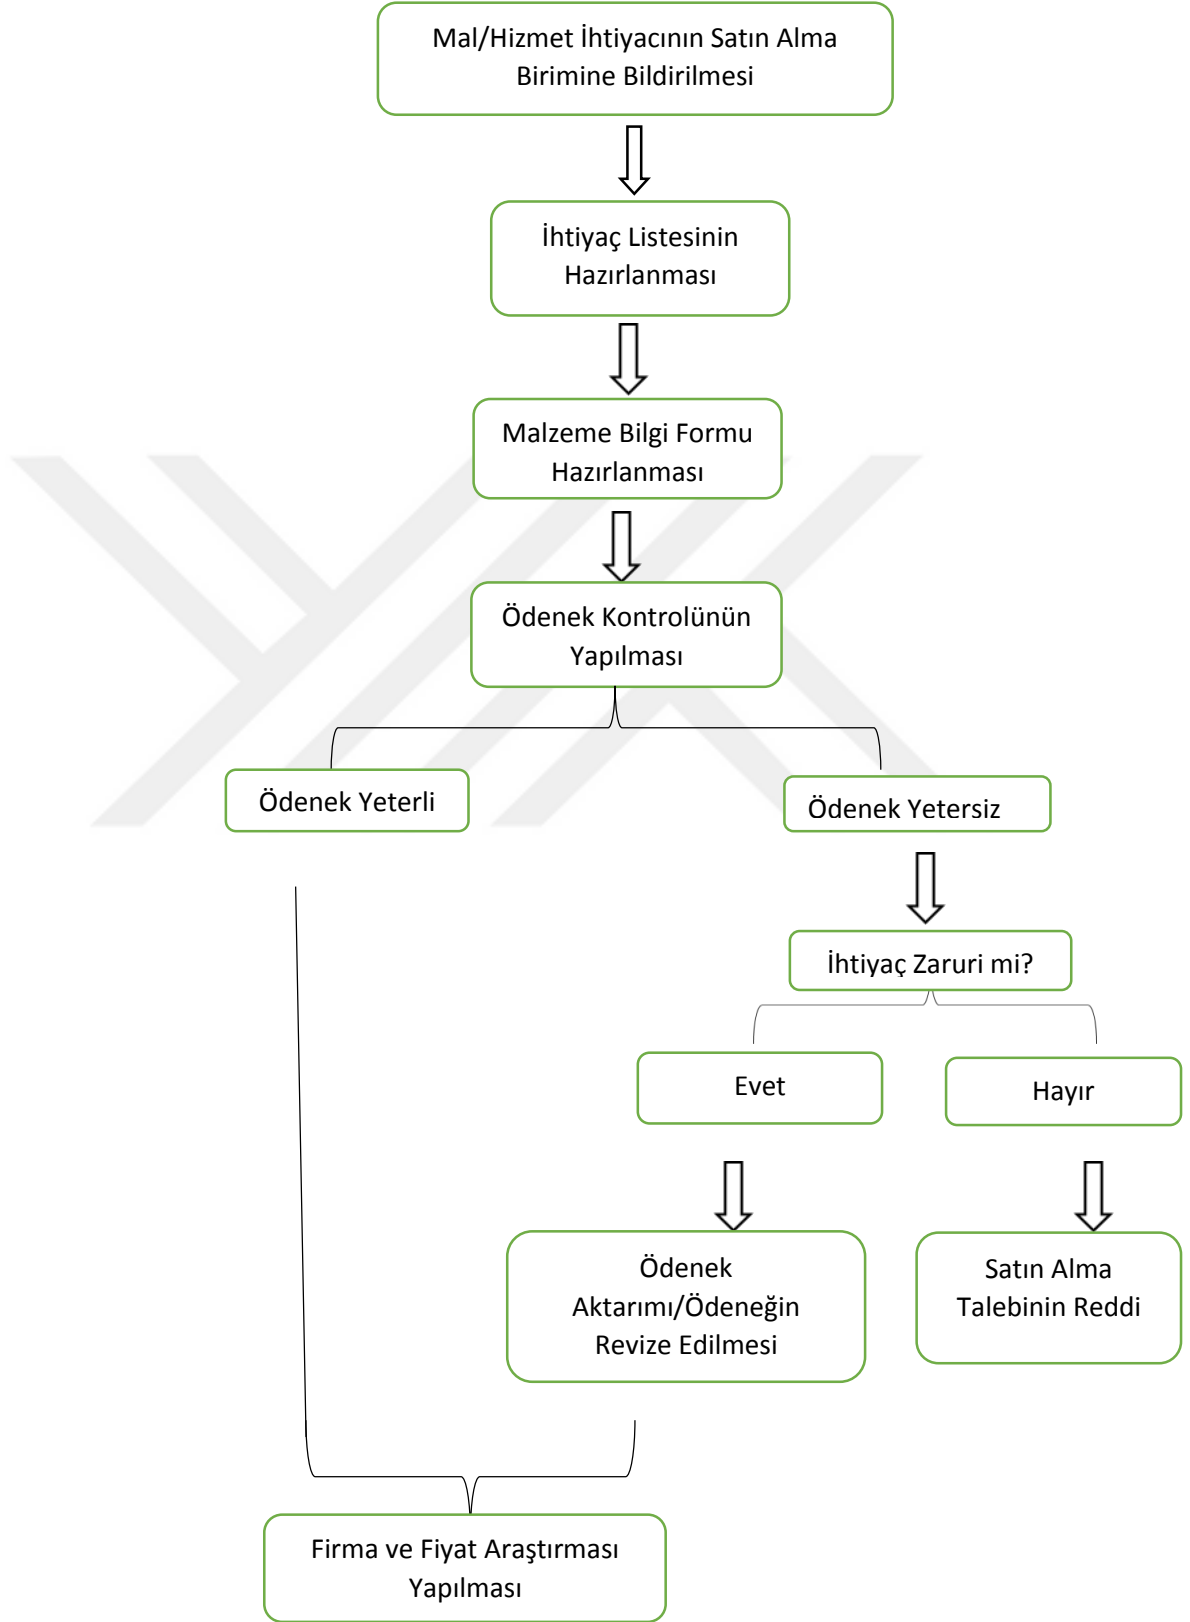 Mal/Hizmet İhtiyacının Satın Alma
Birimine Bildirilmesi
İhtiyaç Listesinin
Hazırlanması
Malzeme Bilgi Formu
Hazırlanması
Ödenek Kontrolünün
Yapılması
Ödenek Yeterli
Ödenek Yetersiz
İhtiyaç Zaruri mi?
Evet
Hayır
Ödenek
Aktarımı/Ödeneğin
Revize Edilmesi
Satın Alma
Talebinin Reddi
Firma ve Fiyat Araştırması
Yapılması